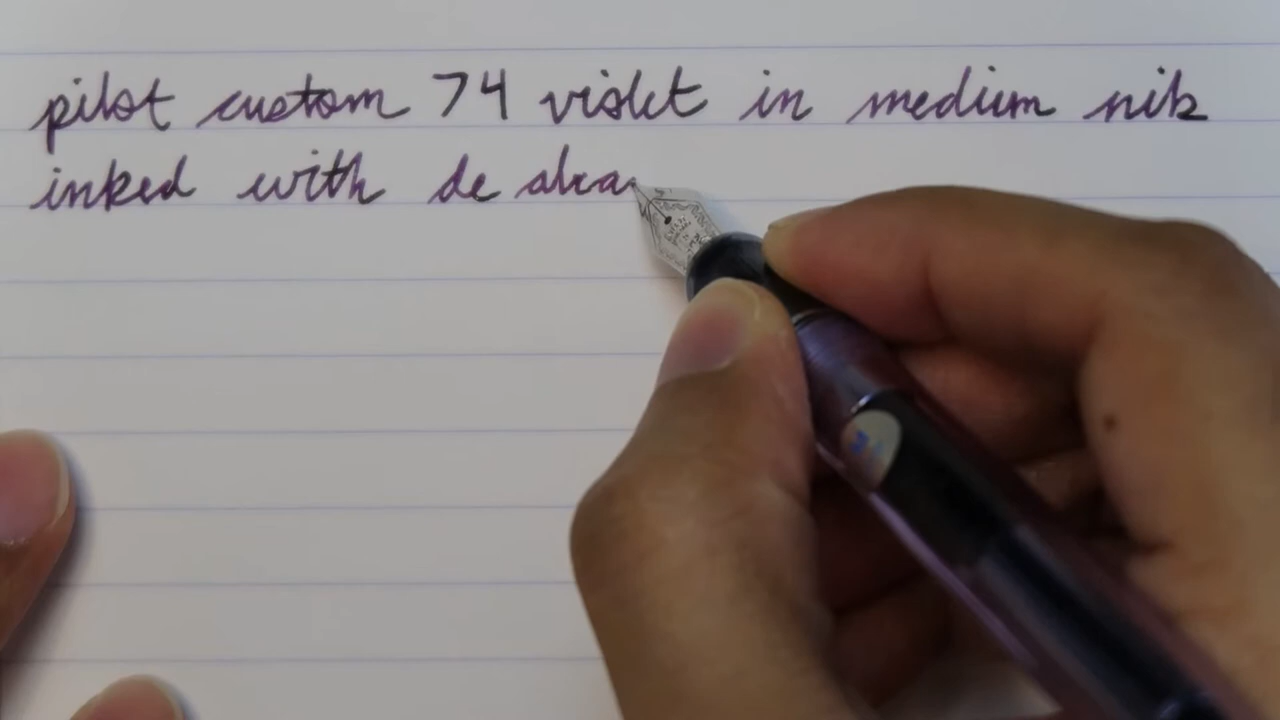 pilot custom 74 violet in medium nib
inked with de atra